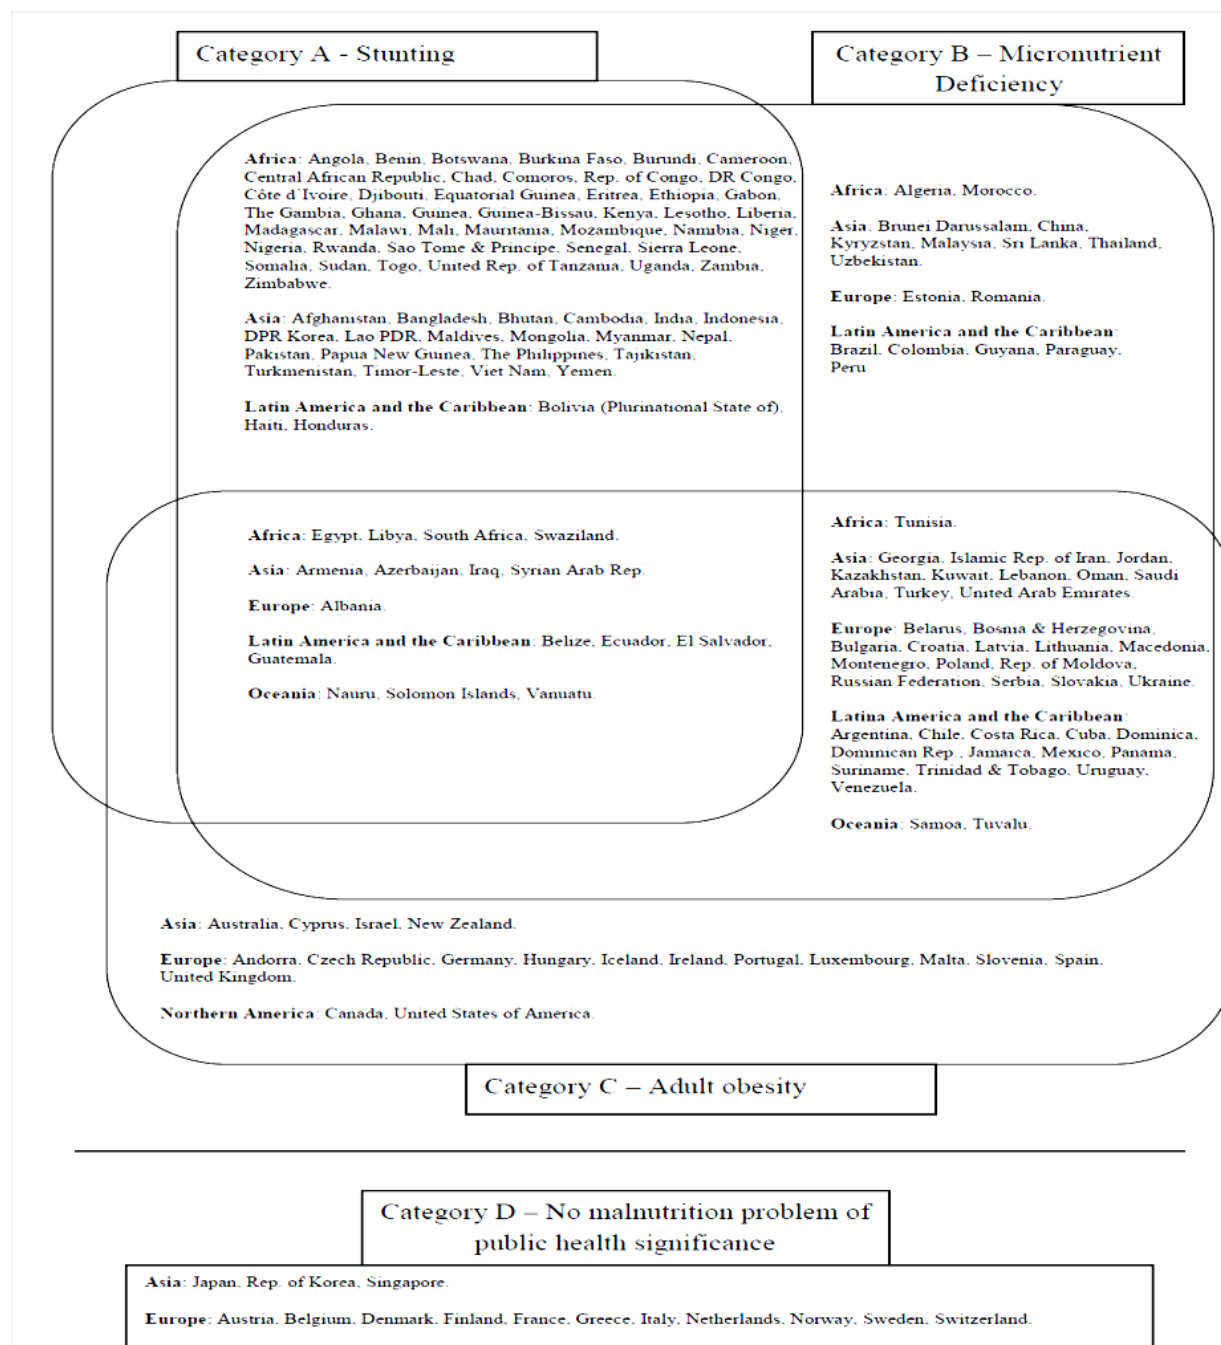 Category A - Stunting
Category B – Micronutrient
Deficiency
Africa: Angola, Benin, Botswana, Burkina Faso, Burundi, Cameroon,
Central African Republic, Chad, Comoros, Rep. of Congo, DR Congo,
Côte d'Ivoire, Djibouti, Equatorial Guinea, Eritrea, Ethiopia, Gabon,
The Gambia, Ghana, Guinea, Guinea-Bissau, Kenya, Lesotho, Liberia,
Madagascar, Malawi, Mali, Mauritania, Mozambique, Namibia, Niger,
Nigeria, Rwanda, Sao Tome & Principe, Senegal, Sierra Leone,
Somalia, Sudan, Togo, United Rep. of Tanzania, Uganda, Zambia,
Zimbabwe.
Asia: Afghanistan, Bangladesh, Bhutan, Cambodia, India, Indonesia,
DPR Korea, Lao PDR, Maldives, Mongolia, Myanmar, Nepal,
Pakistan, Papua New Guinea, The Philippines, Tajikistan,
Turkmenistan, Timor-Leste, Viet Nam, Yemen.
Latin America and the Caribbean: Bolivia (Plurinational State of),
Haiti, Honduras.
Africa: Algeria, Morocco.
Asia: Brunei Darussalam, China,
Kyryzstan, Malaysia, Sri Lanka, Thailand,
Uzbekistan.
Europe: Estonia, Romania.
Latin America and the Caribbean:
Brazil, Colombia, Guyana, Paraguay,
Peru.
Africa: Egypt, Libya, South Africa, Swaziland.
Asia: Armenia, Azerbaijan, Iraq, Syrian Arab Rep.
Europe: Albania.
Latin America and the Caribbean: Belize, Ecuador, El Salvador,
Guatemala.
Oceania: Nauru, Solomon Islands, Vanuatu.
Africa: Tunisia.
Asia: Georgia, Islamic Rep. of Iran, Jordan,
Kazakhstan, Kuwait, Lebanon, Oman, Saudi
Arabia, Turkey, United Arab Emirates.
Europe: Belarus, Bosnia & Herzegovina,
Bulgaria, Croatia, Latvia, Lithuania, Macedonia,
Montenegro, Poland, Rep. of Moldova,
Russian Federation, Serbia, Slovakia, Ukraine.
Latina America and the Caribbean:
Argentina, Chile, Costa Rica, Cuba, Dominica,
Dominican Rep., Jamaica, Mexico, Panama,
Suriname, Trinidad & Tobago, Uruguay,
Venezuela.
Oceania: Samoa, Tuvalu.
Asia: Australia, Cyprus, Israel, New Zealand.
Europe: Andorra, Czech Republic, Germany, Hungary, Iceland, Ireland, Portugal, Luxembourg, Malta, Slovenia, Spain,
United Kingdom.
Northern America: Canada, United States of America.
Category C – Adult obesity
Category D – No malnutrition problem of
public health significance
Asia: Japan, Rep. of Korea, Singapore.
Europe: Austria, Belgium, Denmark, Finland, France, Greece, Italy, Netherlands, Norway, Sweden, Switzerland.